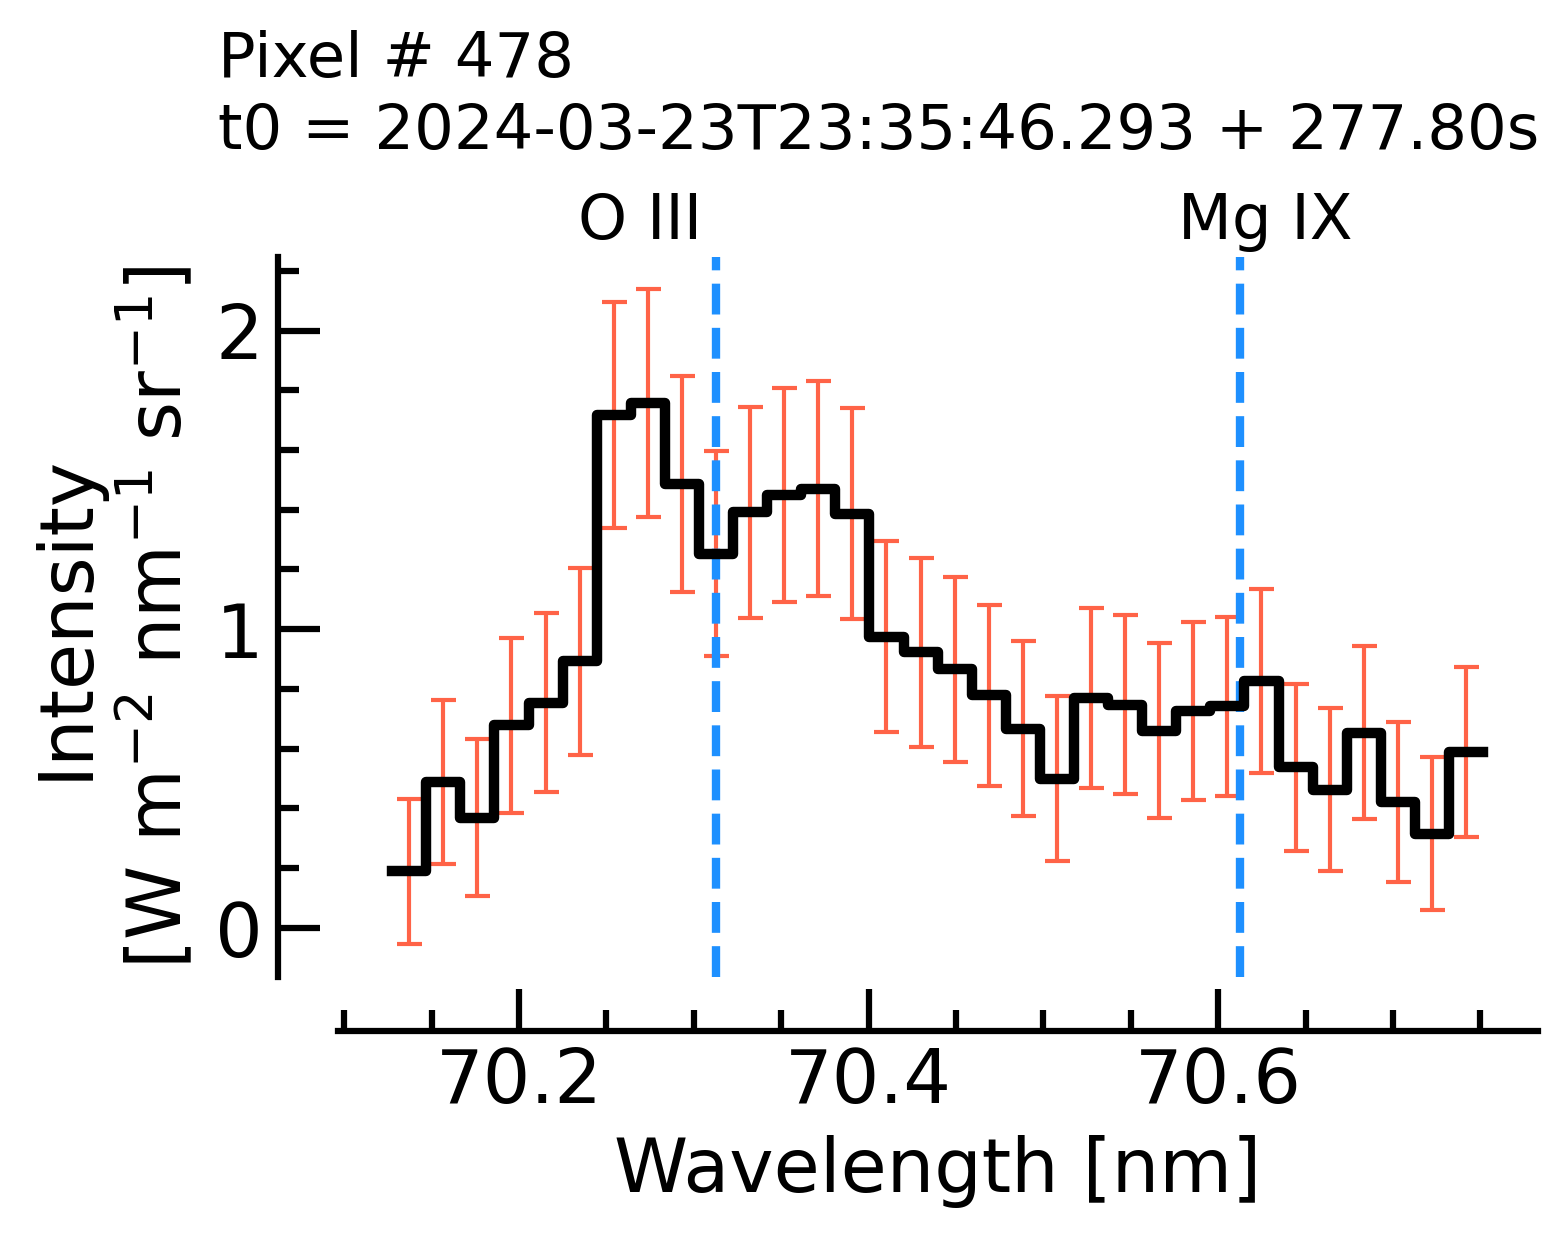 Pixel # 478
t0 = 2024-03-23T23:35:46.293 + 277.80s
O III Mg IX
Intensity
[W m⁻² nm⁻¹ sr⁻¹]
2
1
0
70.2 70.4 70.6
Wavelength [nm]